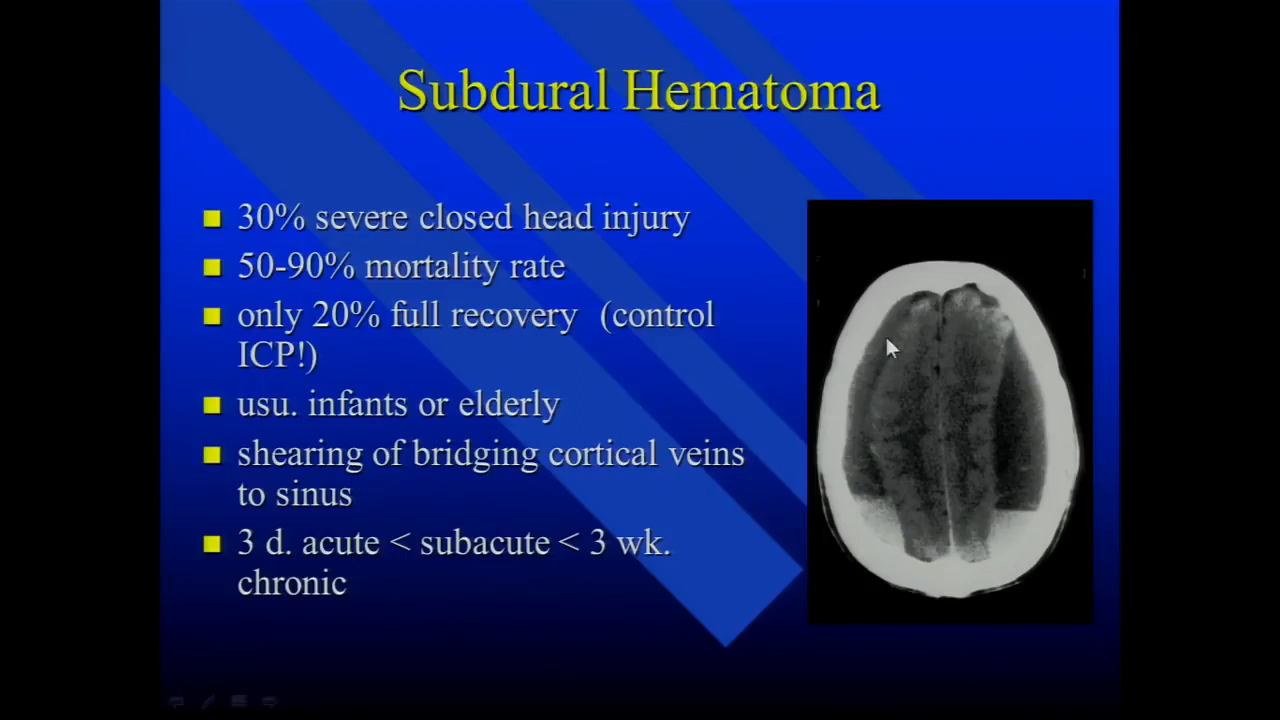 Subdural Hematoma
30% severe closed head injury
50-90% mortality rate
only 20% full recovery (control
ICP!)
usu. infants or elderly
shearing of bridging cortical veins
to sinus
3 d. acute < subacute < 3 wk.
chronic